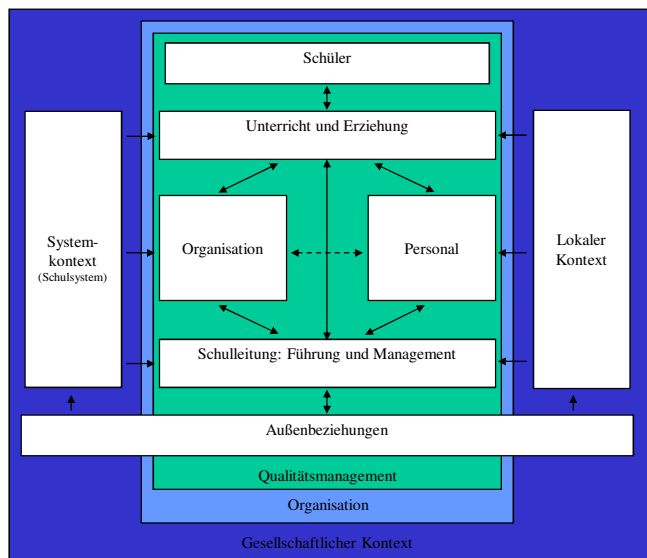 Schüler
Unterricht und Erziehung
System-
kontext
(Schulsystem)
Organisation
Personal
Lokaler
Kontext
Schulleitung: Führung und Management
Außenbeziehungen
Qualitätsmanagement
Organisation
Gesellschaftlicher Kontext